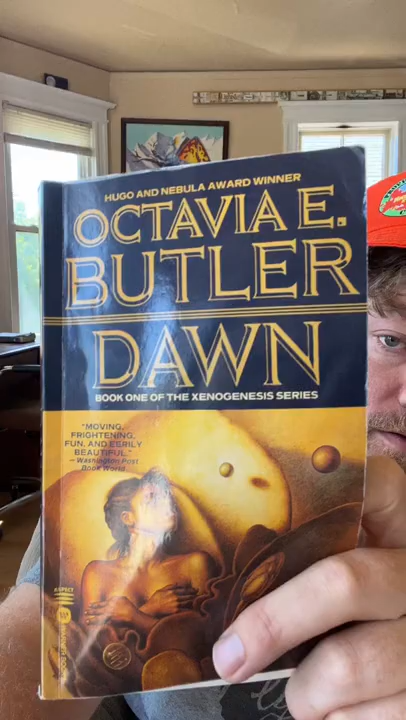 HUGO AND NEBULA AWARD WINNER
OCTAVIA E.
BUTLER
DAWN
BOOK ONE OF THE XENOGENESIS SERIES
"MOVING,
FRIGHTENING,
FUN, AND EERILY
BEAUTIFUL."
—Washington Post
Book World